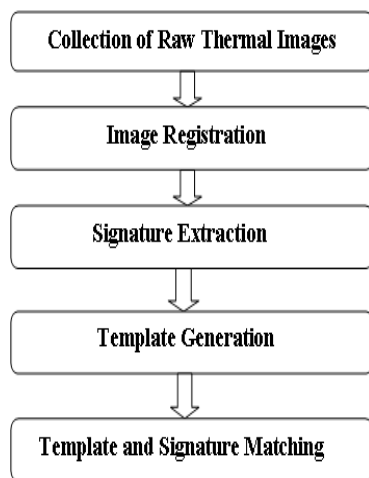 Collection of Raw Thermal Images
Image Registration
Signature Extraction
Template Generation
Template and Signature Matching